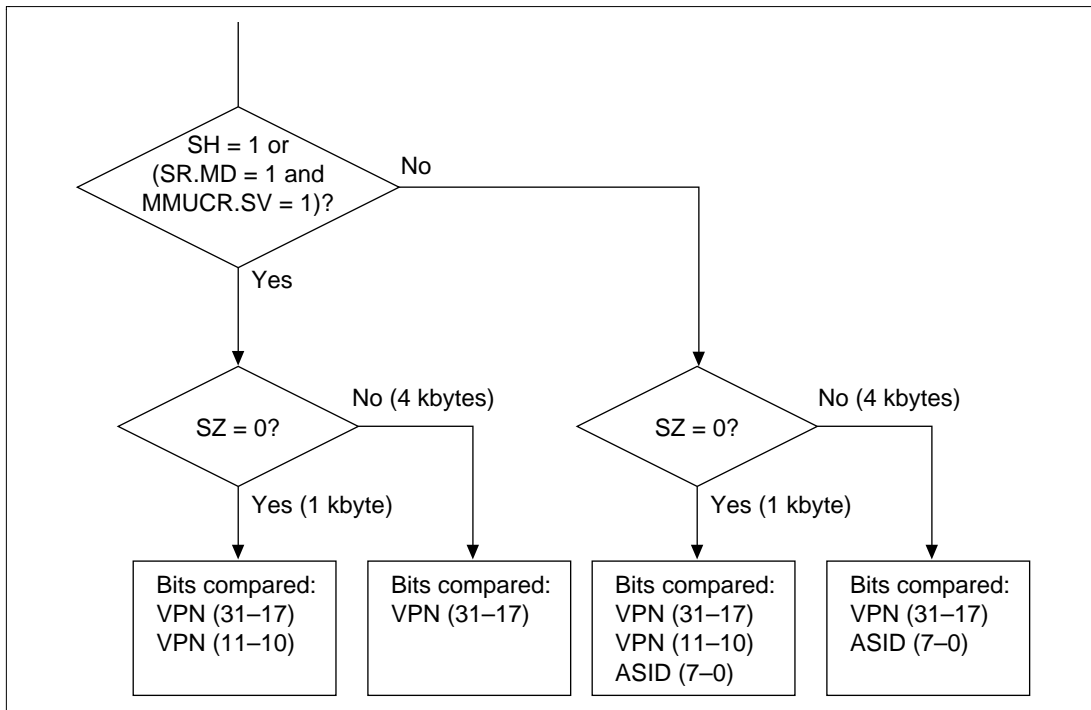 SH = 1 or
(SR.MD = 1 and
MMUCR.SV = 1)?
No
Yes
SZ = 0?
No (4 kbytes)
Yes (1 kbyte)
SZ = 0?
No (4 kbytes)
Yes (1 kbyte)
Bits compared:
VPN (31–17)
VPN (11–10)
Bits compared:
VPN (31–17)
Bits compared:
VPN (31–17)
VPN (11–10)
ASID (7–0)
Bits compared:
VPN (31–17)
ASID (7–0)